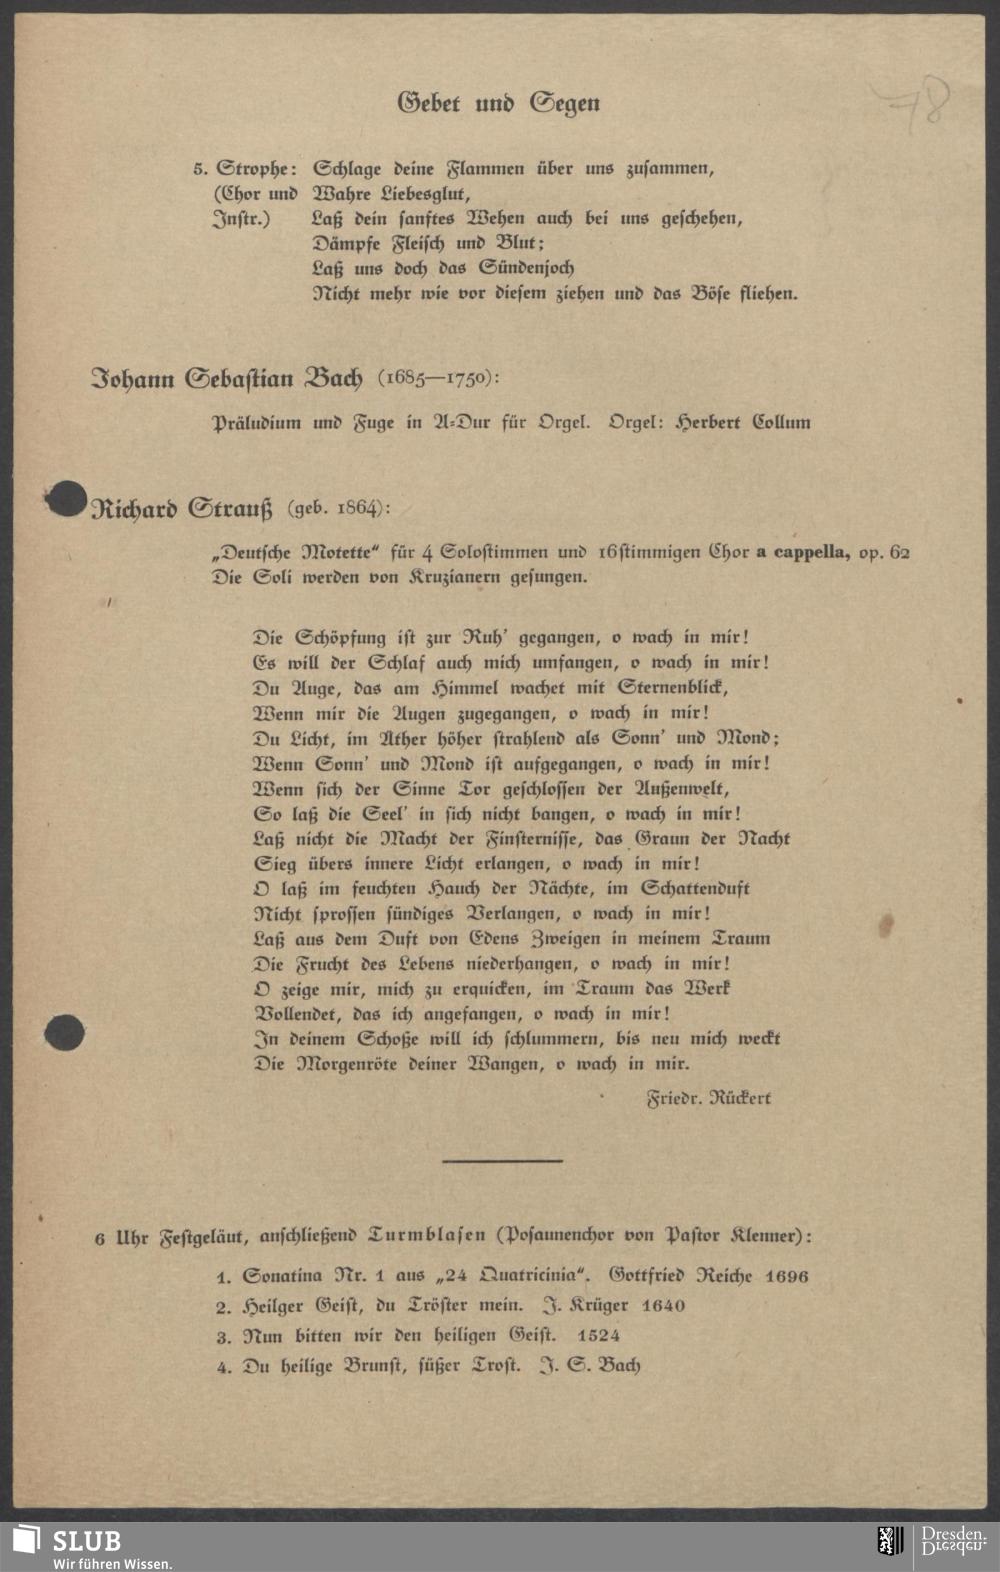 78
Gebet und Segen
5. Strophe: Schlage deine Flammen über uns zusammen,
(Chor und Wahre Liebesglut,
Instr.) Laß dein sanftes Wehen auch bei uns geschehen,
Dämpfe Fleisch und Blut;
Laß uns doch das Sündenjoch
Nicht mehr wie vor diesem ziehen und das Böse fliehen.
Johann Sebastian Bach (1685—1750):
Präludium und Fuge in A-Dur für Orgel. Orgel: Herbert Collum
Richard Strauß (geb. 1864):
„Deutsche Motette“ für 4 Solostimmen und 16stimmigen Chor a cappella, op. 62
Die Soli werden von Kruzianern gesungen.
Die Schöpfung ist zur Ruh’ gegangen, o wach in mir!
Es will der Schlaf auch mich umfangen, o wach in mir!
Du Auge, das am Himmel wachet mit Sternenblick,
Wenn mir die Augen zugegangen, o wach in mir!
Du Licht, im Äther höher strahlend als Sonn’ und Mond;
Wenn Sonn’ und Mond ist aufgegangen, o wach in mir!
Wenn sich der Sinne Tor geschlossen der Außenwelt,
So laß die Seel’ in sich nicht bangen, o wach in mir!
Laß nicht die Macht der Finsternisse, das Graun der Nacht
Sieg übers innere Licht erlangen, o wach in mir!
O laß im feuchten Hauch der Nächte, im Schattenduft
Nicht sprossen sündiges Verlangen, o wach in mir!
Laß aus dem Duft von Edens Zweigen in meinem Traum
Die Frucht des Lebens niederhangen, o wach in mir!
O zeige mir, mich zu erquicken, im Traum das Werk
Vollendet, das ich angefangen, o wach in mir!
In deinem Schoße will ich schlummern, bis neu mich weckt
Die Morgenröte deiner Wangen, o wach in mir.
Friedr. Rückert
6 Uhr Festgeläut, anschließend Turmblasen (Posaunenchor von Pastor Klenner):
1. Sonatina Nr. 1 aus „24 Quatricinia“. Gottfried Reiche 1696
2. Heilger Geist, du Tröster mein. J. Krüger 1640
3. Nun bitten wir den heiligen Geist. 1524
4. Du heilige Brunst, süßer Trost. J. S. Bach
SLUB
Wir führen Wissen.
Dresden.
Dresden.